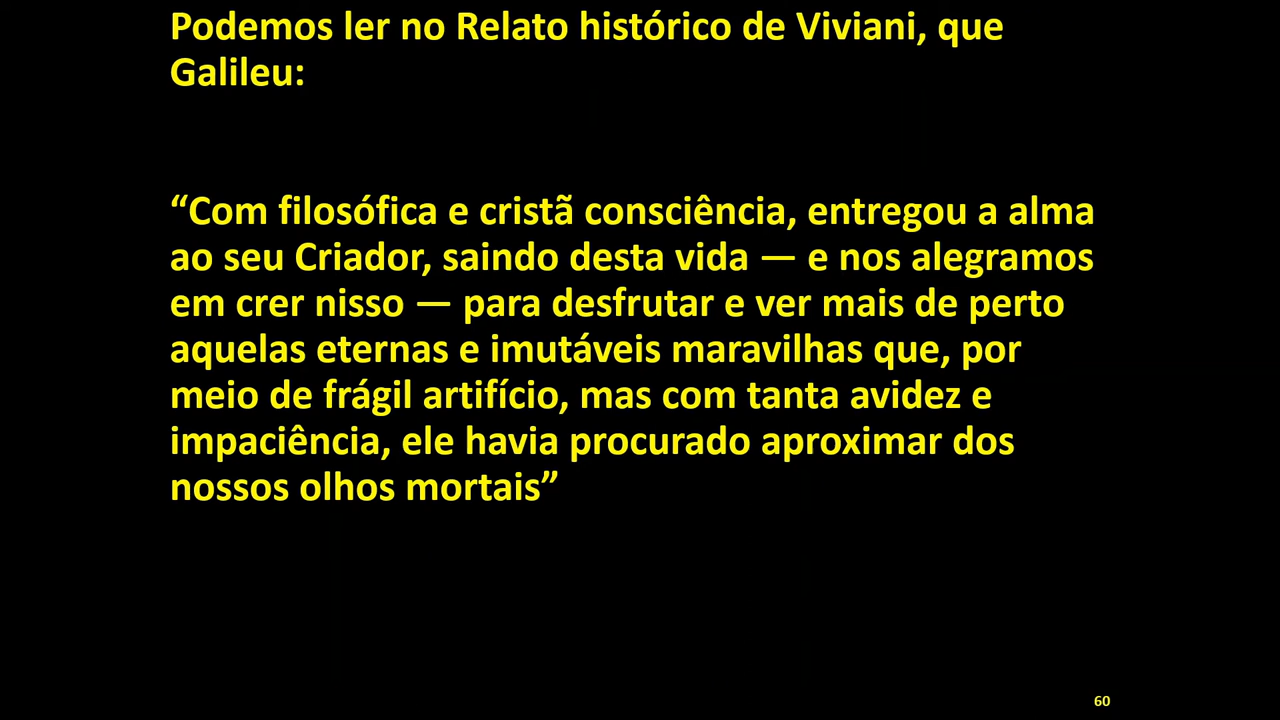 Podemos ler no Relato histórico de Viviani, que
Galileu:
“Com filosófica e cristã consciência, entregou a alma
ao seu Criador, saindo desta vida — e nos alegramos
em crer nisso — para desfrutar e ver mais de perto
aquelas eternas e imutáveis maravilhas que, por
meio de frágil artifício, mas com tanta avidez e
impaciência, ele havia procurado aproximar dos
nossos olhos mortais”
60